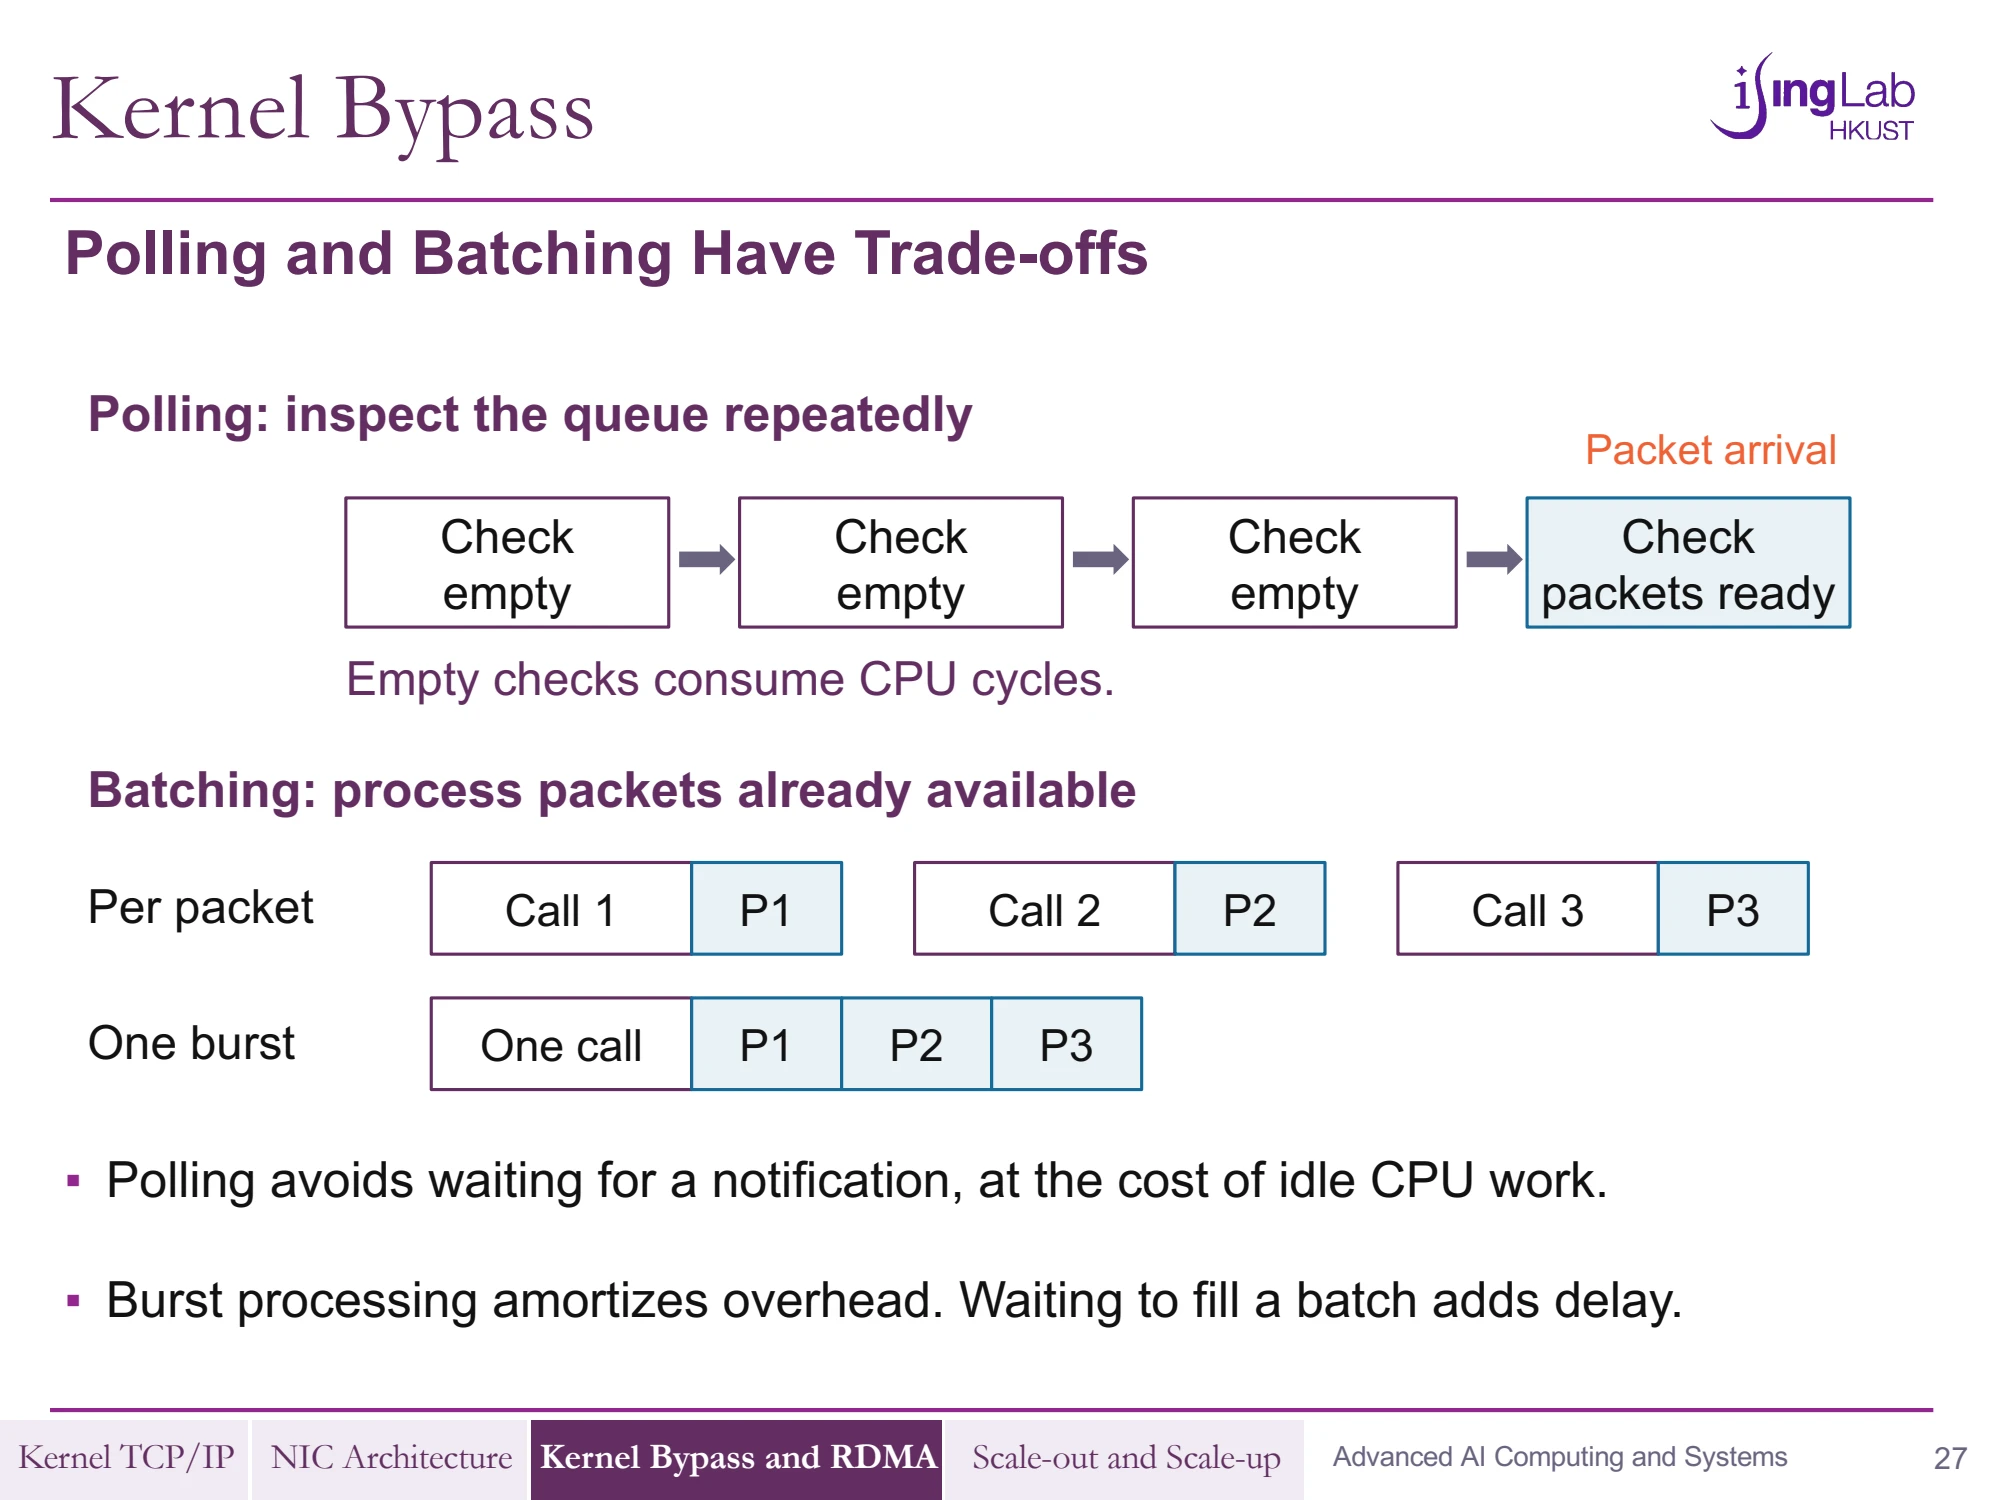 Kernel Bypass
isingLab
HKUST
Polling and Batching Have Trade-offs
Polling: inspect the queue repeatedly
Packet arrival
Check
empty
Check
empty
Check
empty
Check
packets ready
Empty checks consume CPU cycles.
Batching: process packets already available
Per packet
Call 1
P1
Call 2
P2
Call 3
P3
One burst
One call
P1
P2
P3
▪ Polling avoids waiting for a notification, at the cost of idle CPU work.
▪ Burst processing amortizes overhead. Waiting to fill a batch adds delay.
Kernel TCP/IP
NIC Architecture
Kernel Bypass and RDMA
Scale-out and Scale-up
Advanced AI Computing and Systems
27